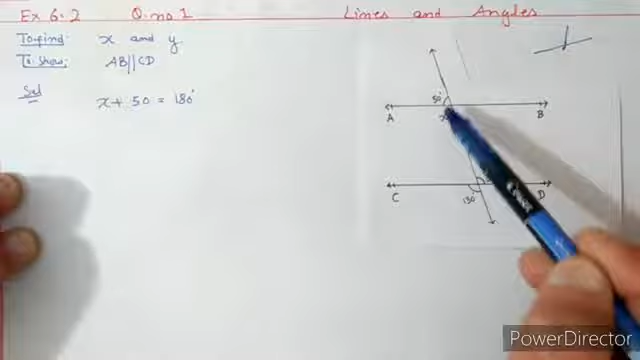 Ex 6.2 Q.no 1 Lines and Angles
To find: x and y
To Show: AB||CD
Sol
x + 50 = 180°
50°
A B
x
C D
130°
PowerDirector